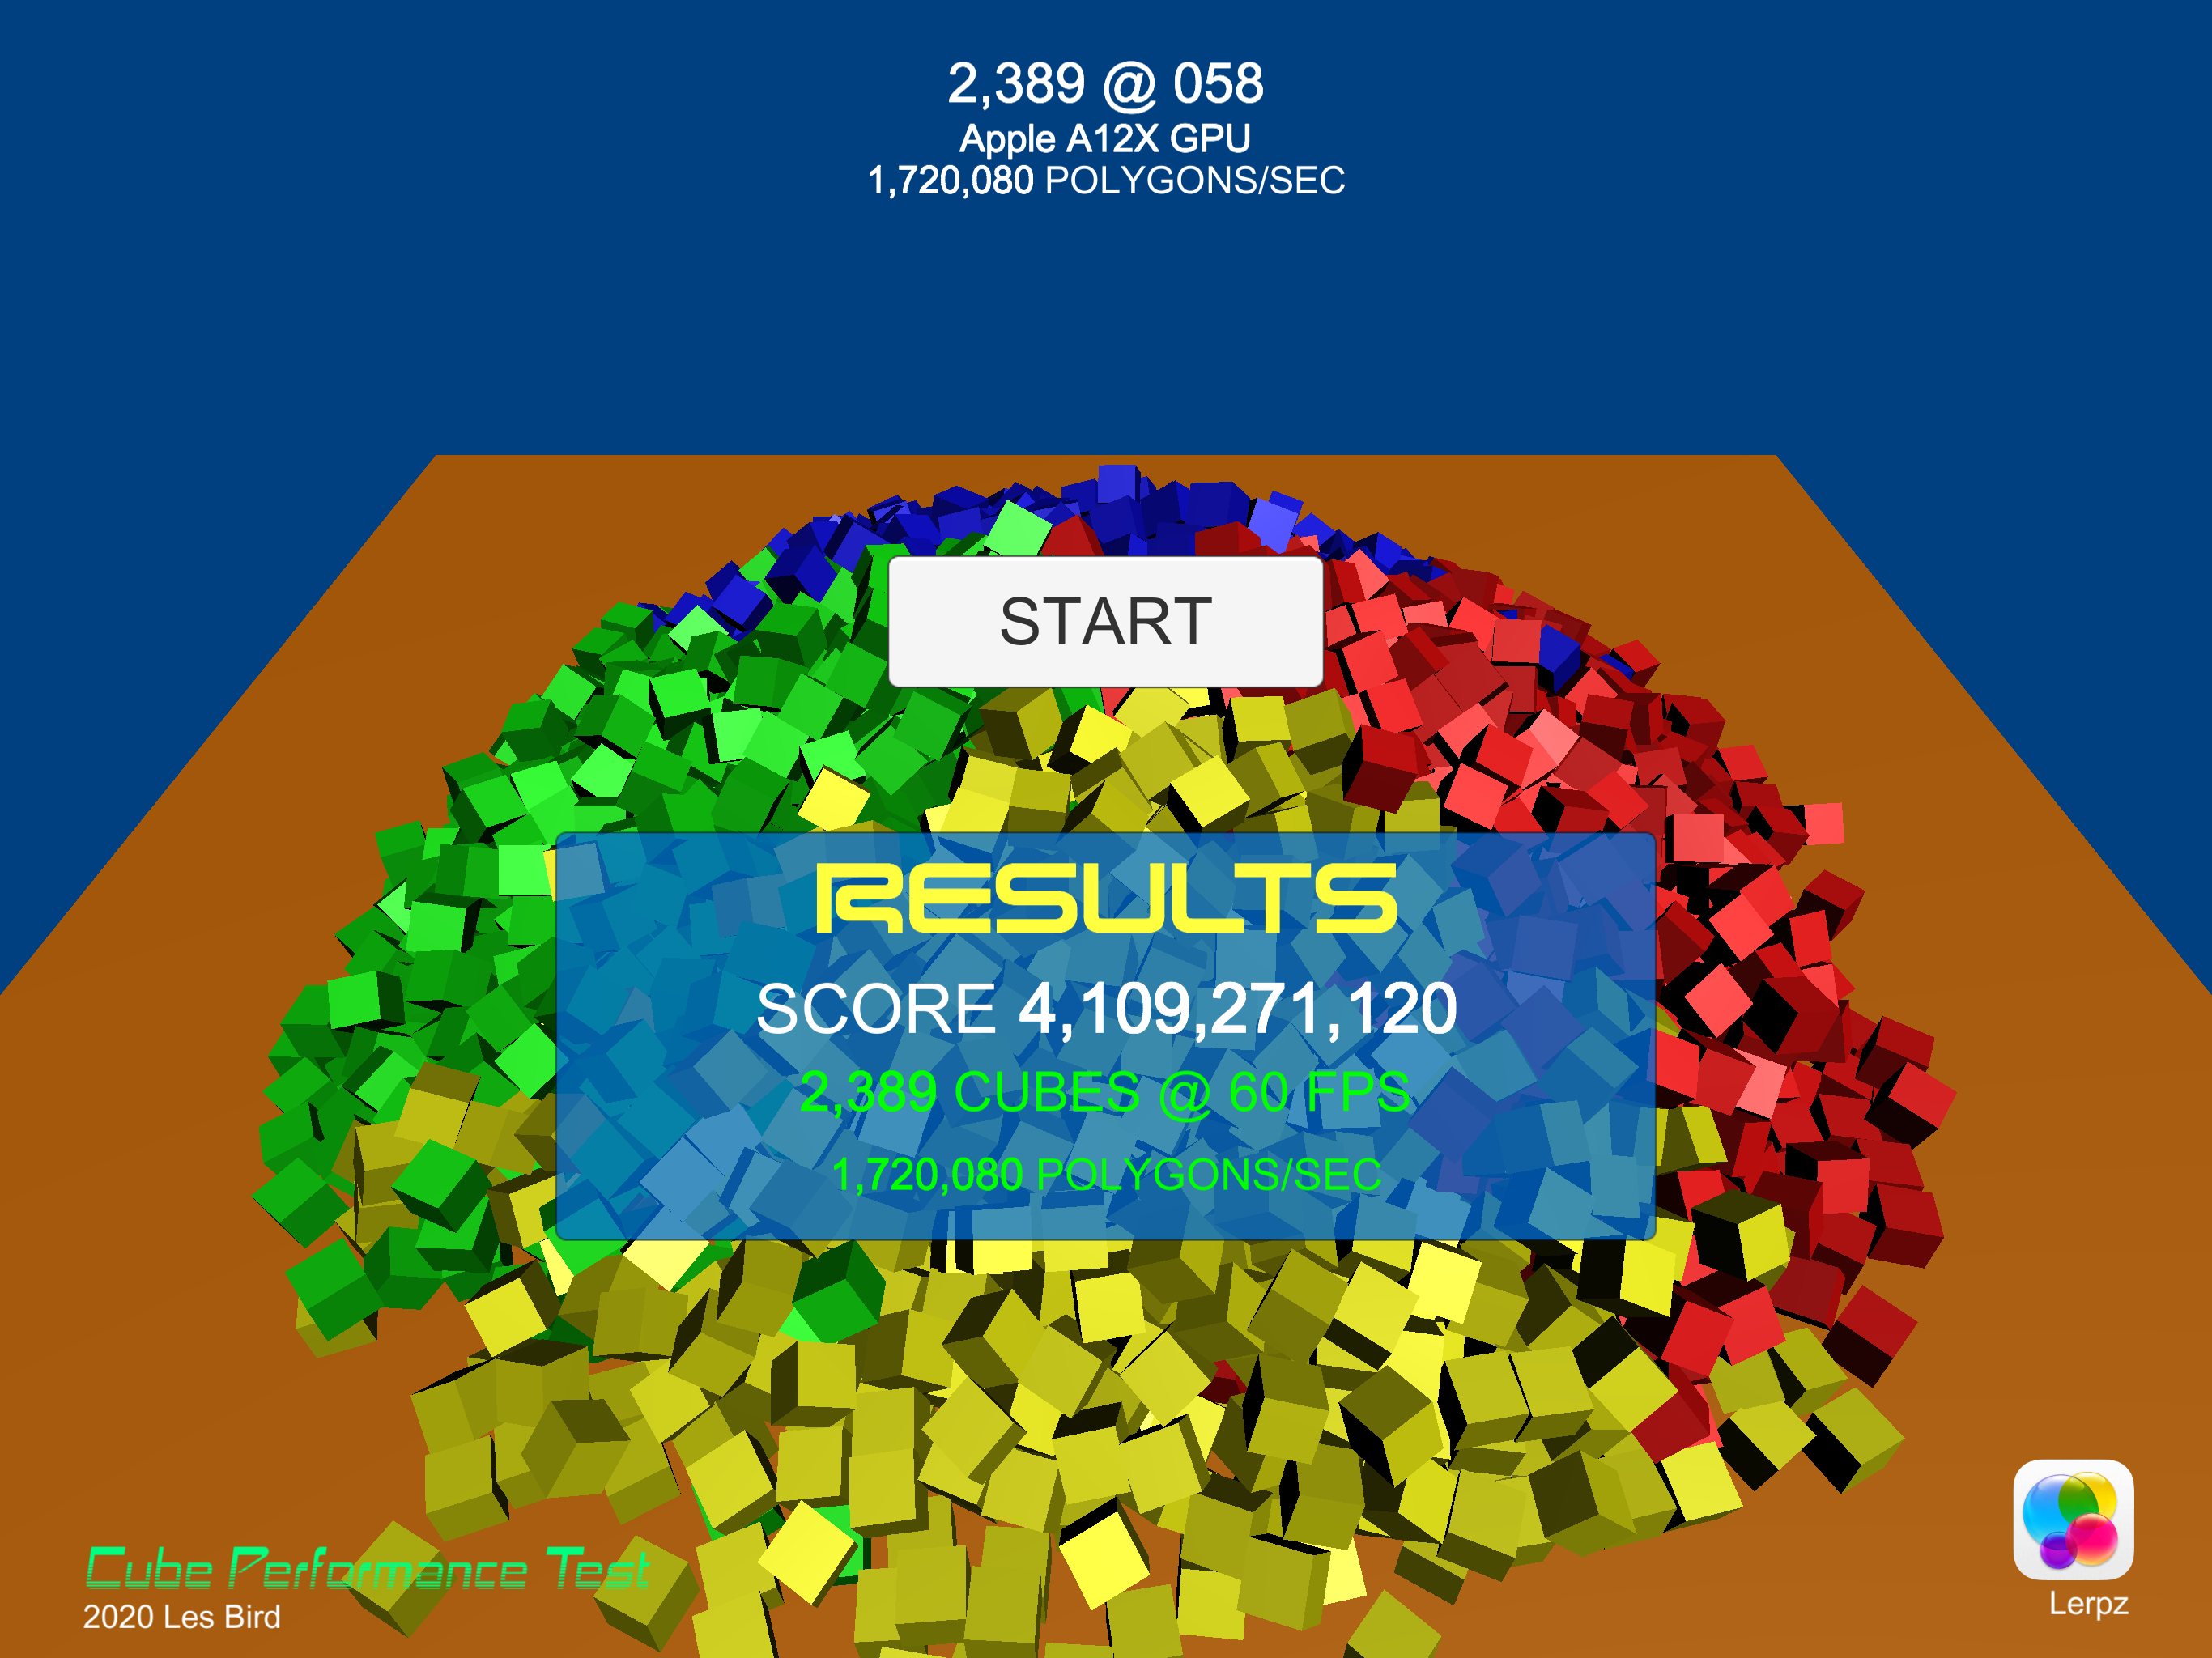 2,389 @ 058
Apple A12X GPU
1,720,080 POLYGONS/SEC
START
RESULTS
SCORE 4,109,271,120
2,389 CUBES @ 60 FPS
1,720,080 POLYGONS/SEC
Cube Performance Test
2020 Les Bird
Lerpz